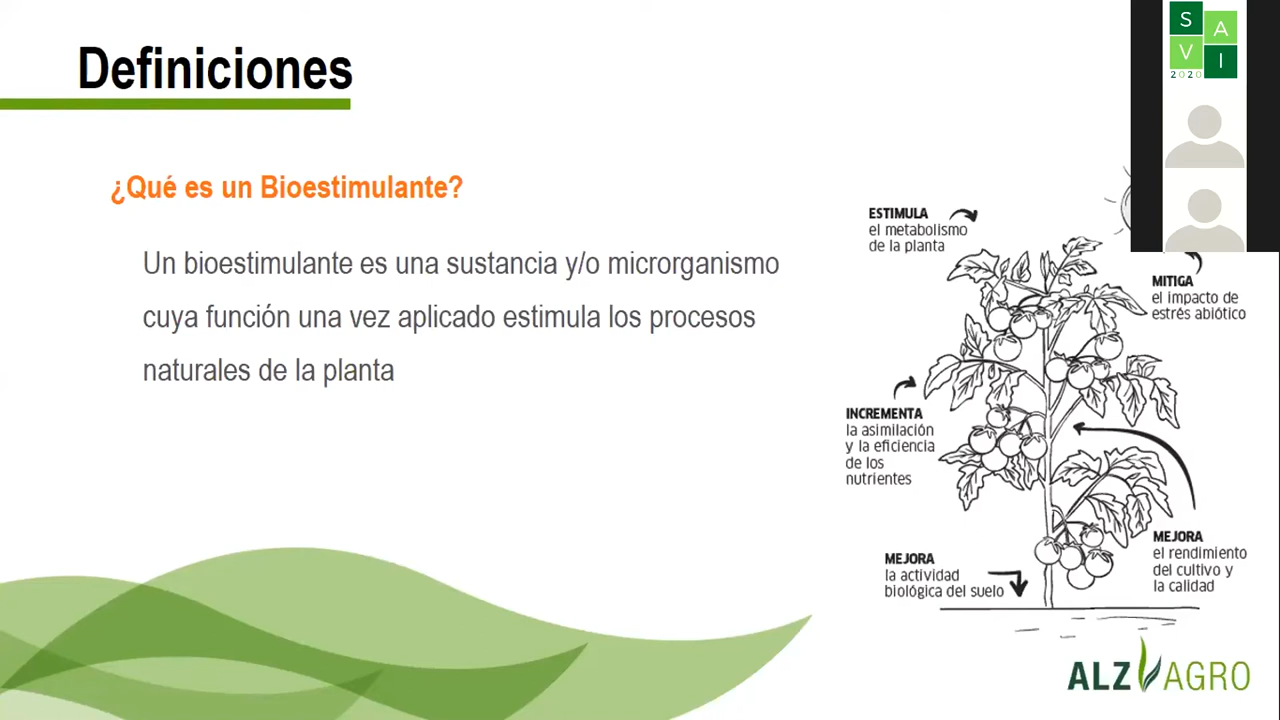 Definiciones
¿Qué es un Bioestimulante?
Un bioestimulante es una sustancia y/o microrganismo
cuya función una vez aplicado estimula los procesos
naturales de la planta
ESTIMULA
el metabolismo
de la planta
MITIGA
el impacto de
estrés abiótico
INCREMENTA
la asimilación
y la eficiencia
de los
nutrientes
MEJORA
el rendimiento
del cultivo y
la calidad
MEJORA
la actividad
biológica del suelo
ALZ AGRO
S A
V I
2020